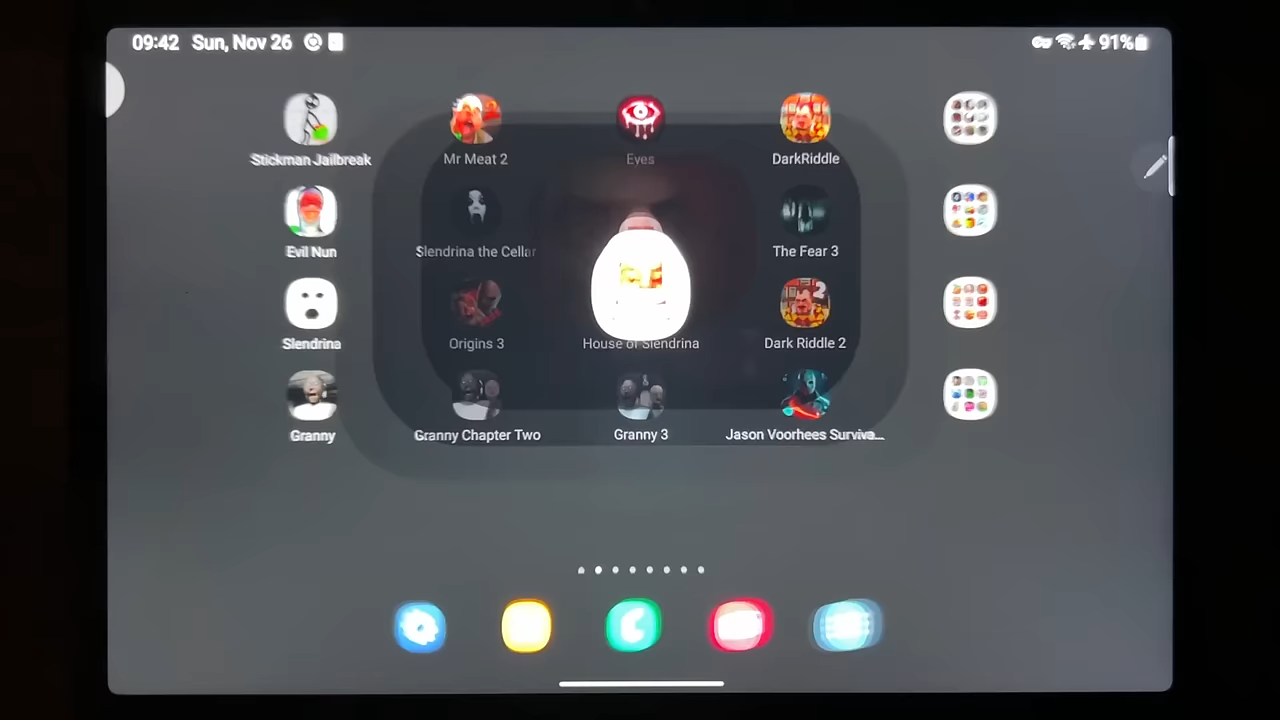 09:42 Sun, Nov 26 91%
Stickman Jailbreak
Mr Meat 2
Eyes
DarkRiddle
Evil Nun
Slendrina the Cellar
The Fear 3
Slendrina
Origins 3
House of Slendrina
2
Dark Riddle 2
Granny
Granny Chapter Two
Granny 3
Jason Voorhees Surviva...